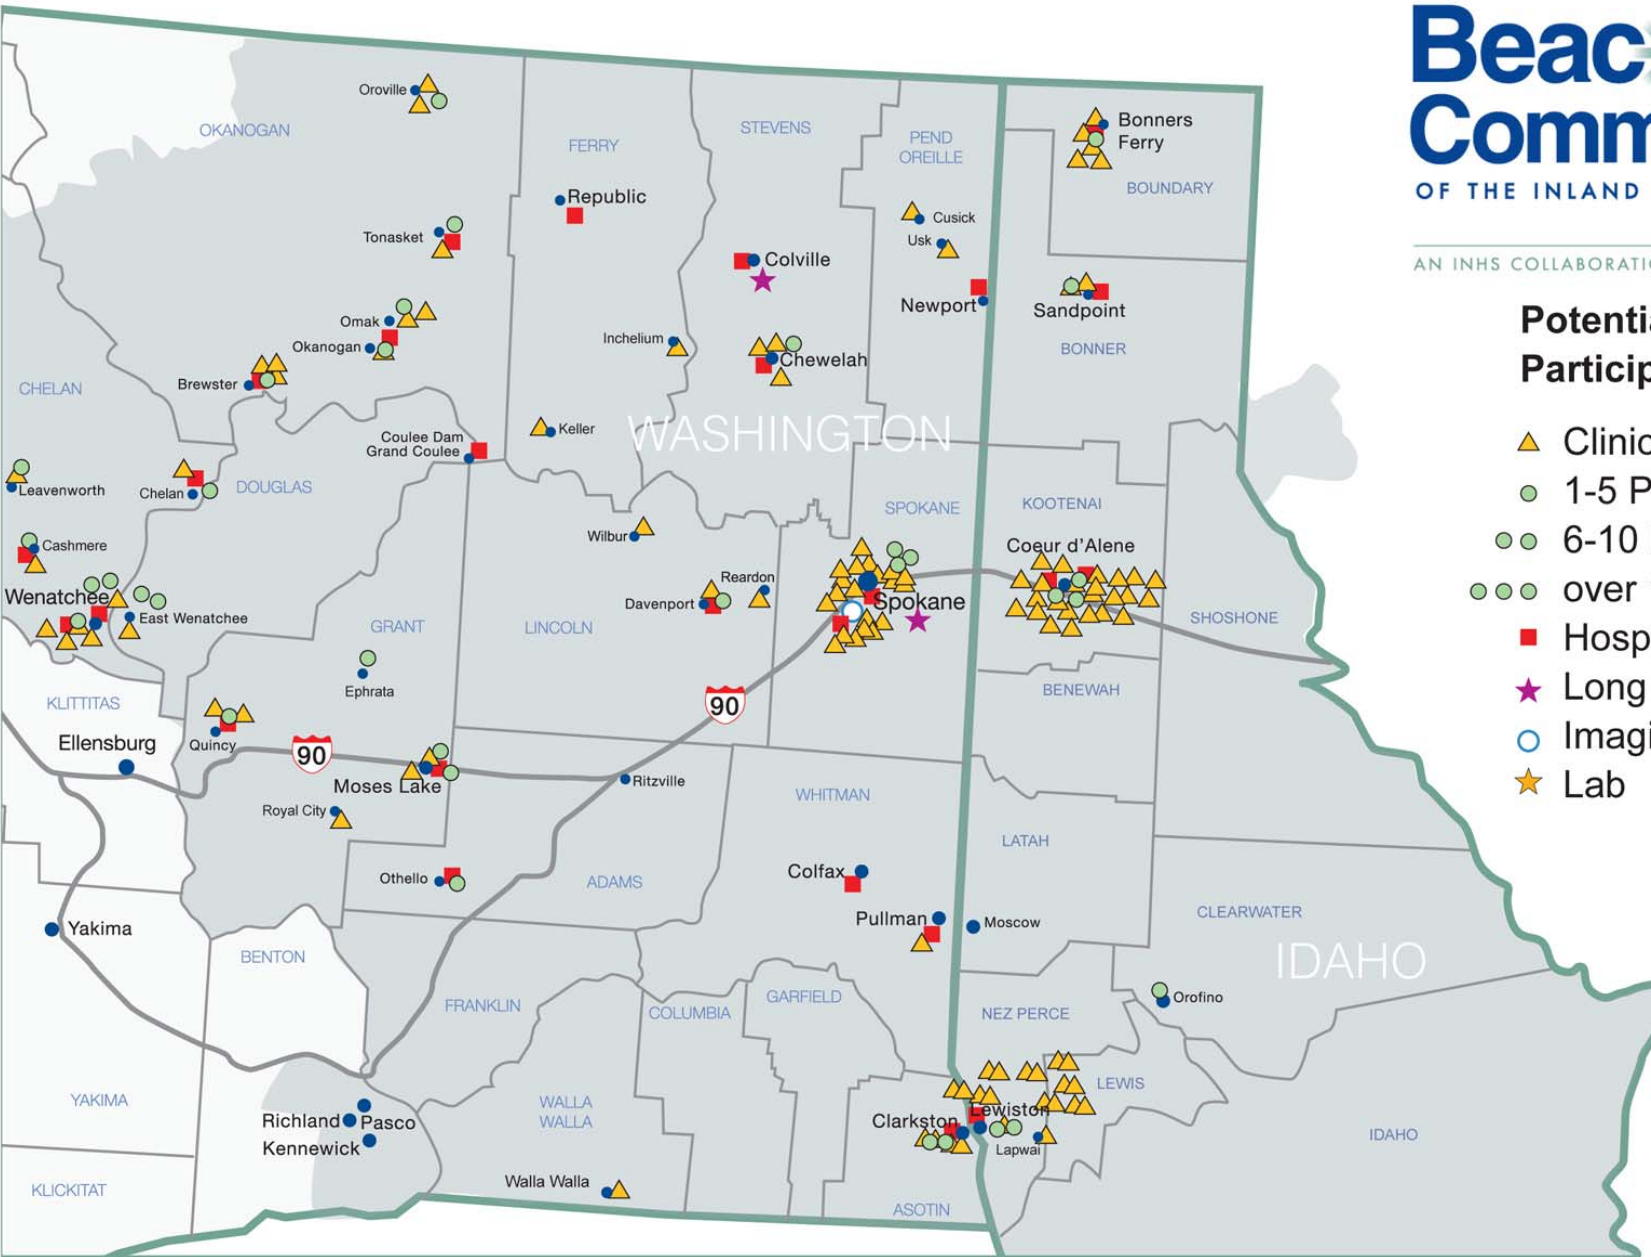 Beac
Comm
OF THE INLAND
AN INHS COLLABORATI
Potentia
Particip
Clinic
1-5 P
6-10
over
Hosp
Long
Imagi
Lab
Oroville
OKANOGAN
FERRY
STEVENS
PEND
OREILLE
Bonners
Ferry
BOUNDARY
Republic
Cusick
Usk
Tonasket
Colville
Newport
Sandpoint
Omak
Okanogan
Inchelium
Chewelah
BONNER
CHELAN
Brewster
Keller
WASHINGTON
Coulee Dam
Grand Coulee
Leavenworth
Chelan
DOUGLAS
SPOKANE
KOOTENAI
Wilbur
Cashmere
Coeur d'Alene
Wenatchee
East Wenatchee
Reardon
Davenport
Spokane
GRANT
LINCOLN
SHOSHONE
Ephrata
BENEWAH
KLITTITAS
90
Quincy
Ellensburg
90
Moses Lake
Ritzville
Royal City
WHITMAN
LATAH
Othello
ADAMS
Colfax
Pullman
Moscow
CLEARWATER
Yakima
BENTON
IDAHO
FRANKLIN
COLUMBIA
GARFIELD
NEZ PERCE
Orofino
YAKIMA
WALLA
WALLA
LEWIS
Richland
Pasco
Kennewick
Clarkston
Lewiston
Lapwai
IDAHO
KLICKITAT
Walla Walla
ASOTIN